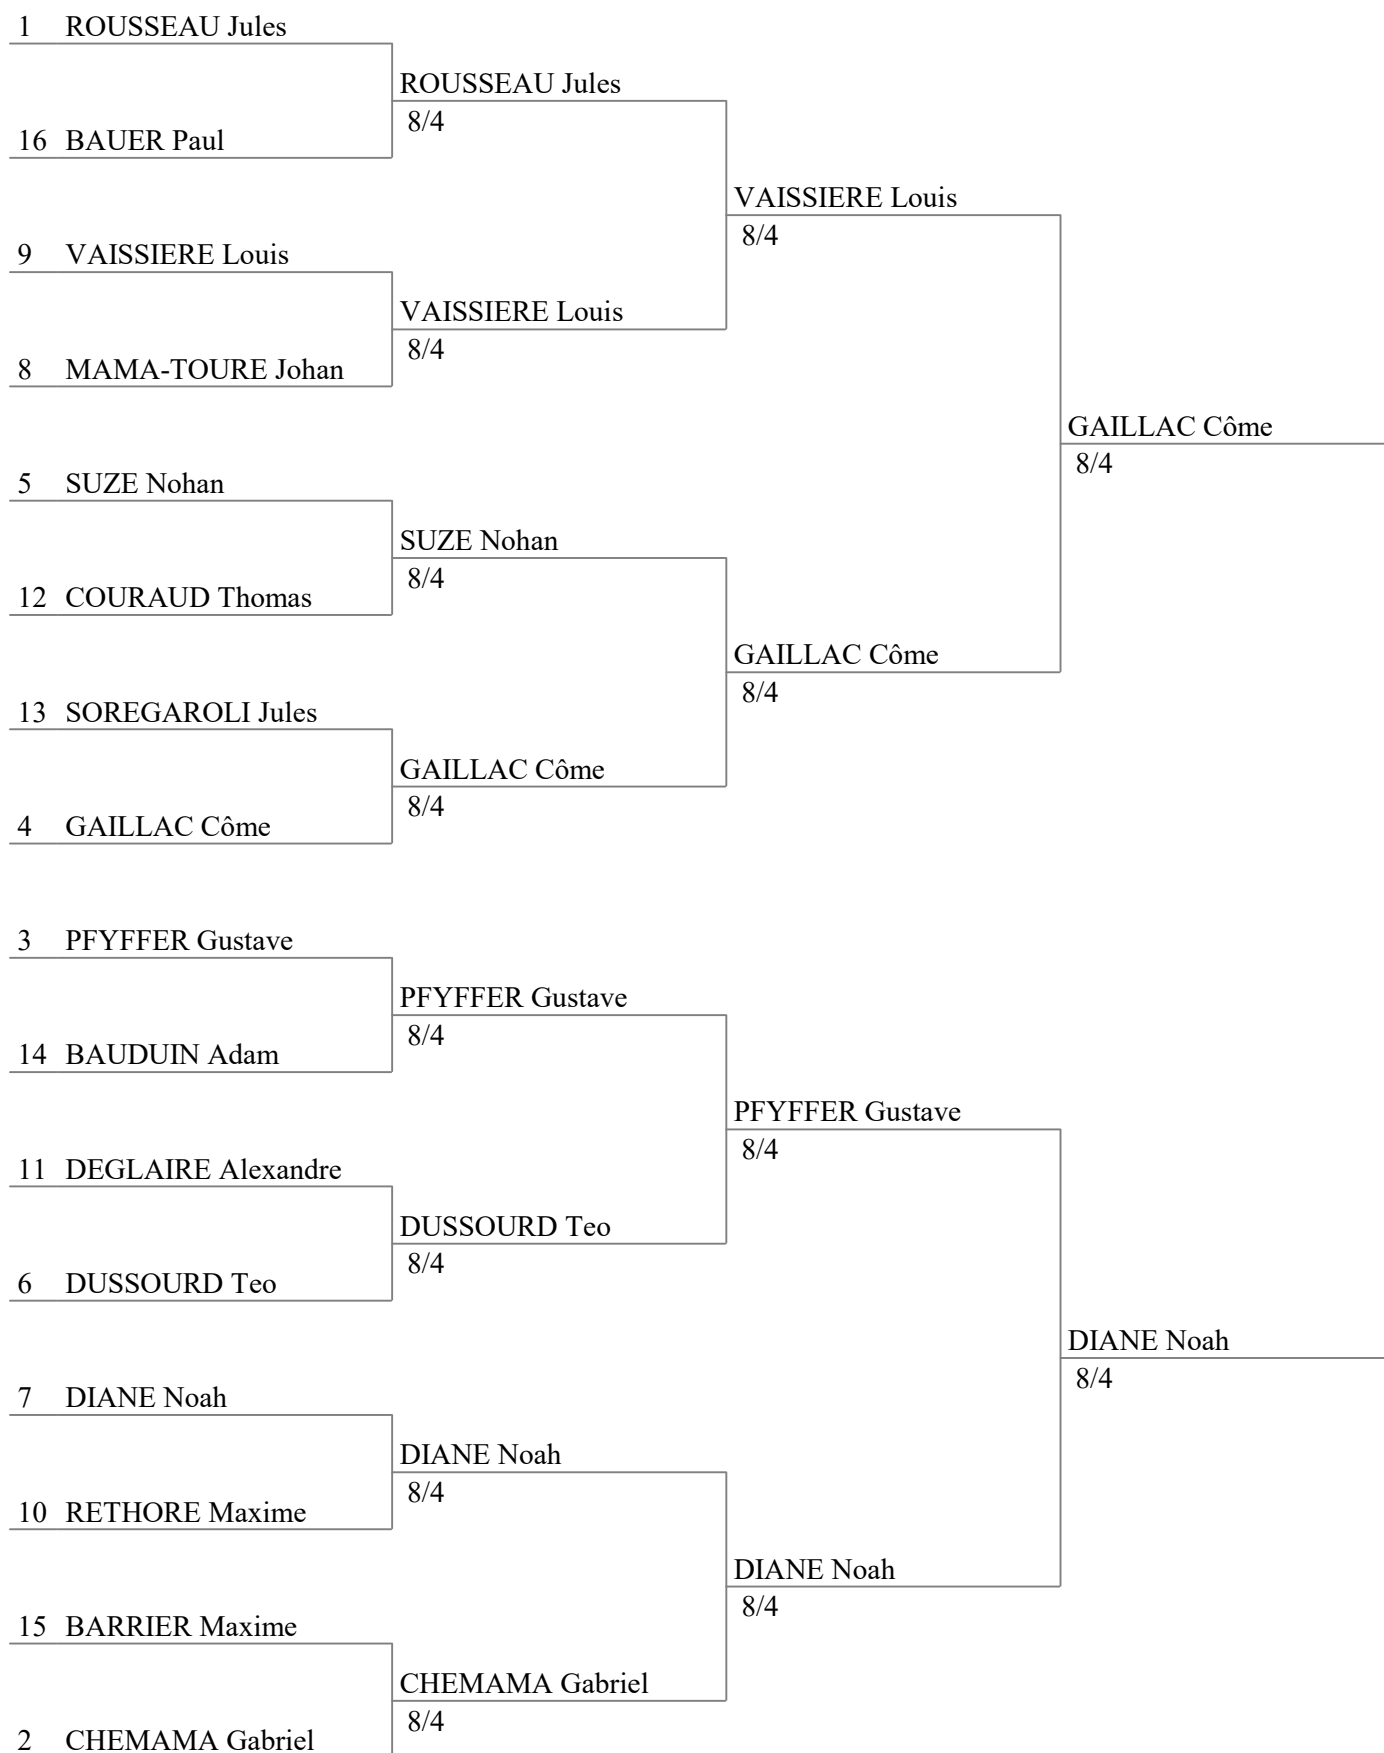 1 ROUSSEAU Jules
ROUSSEAU Jules
8/4
16 BAUER Paul
VAISSIERE Louis
8/4
9 VAISSIERE Louis
VAISSIERE Louis
8/4
8 MAMA-TOURE Johan
GAILLAC Côme
8/4
5 SUZE Nohan
SUZE Nohan
8/4
12 COURAUD Thomas
GAILLAC Côme
8/4
13 SOREGAROLI Jules
GAILLAC Côme
8/4
4 GAILLAC Côme
3 PFYFFER Gustave
PFYFFER Gustave
8/4
14 BAUDUIN Adam
PFYFFER Gustave
8/4
11 DEGLAIRE Alexandre
DUSSOURD Teo
8/4
6 DUSSOURD Teo
DIANE Noah
8/4
7 DIANE Noah
DIANE Noah
8/4
10 RETHORE Maxime
DIANE Noah
8/4
15 BARRIER Maxime
CHEMAMA Gabriel
8/4
2 CHEMAMA Gabriel